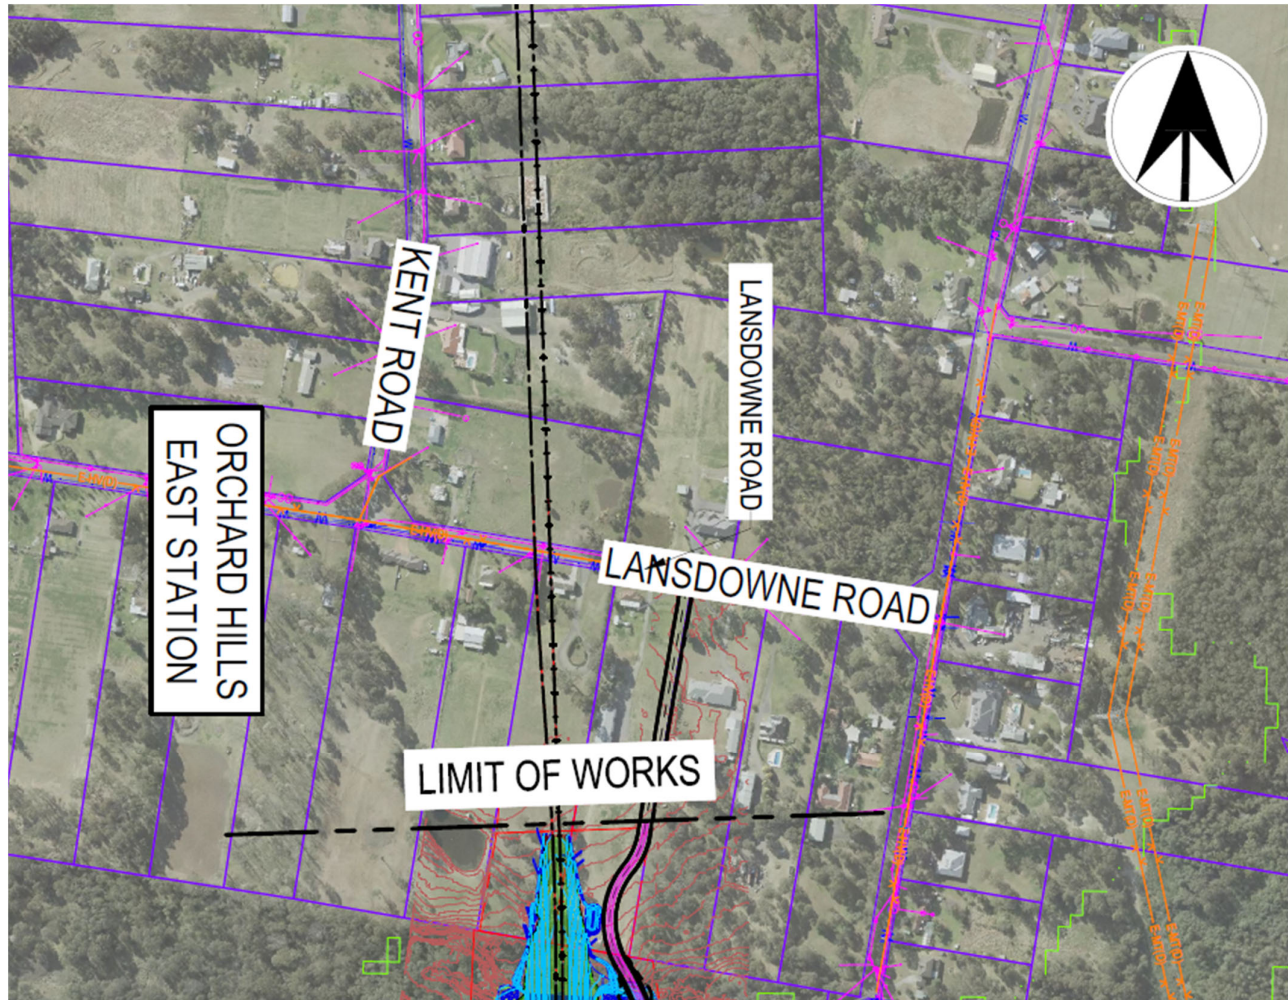 KENT ROAD
LANSDOWNE ROAD
ORCHARD HILLS
EAST STATION
LANSDOWNE ROAD
LIMIT OF WORKS
W
W
W